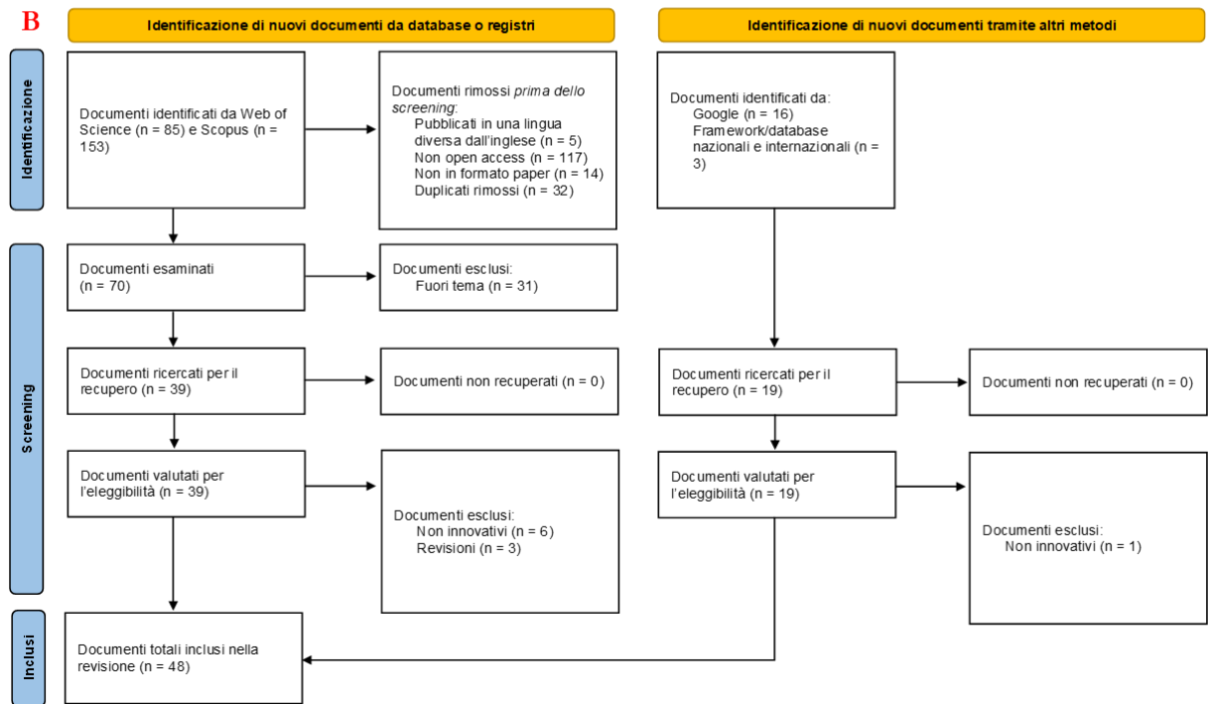 B
Identificazione di nuovi documenti da database o registri
Identificazione di nuovi documenti tramite altri metodi
Identificazione
Documenti identificati da Web of
Science (n = 85) e Scopus (n =
153)
Documenti rimossi prima dello
screening:
Pubblicati in una lingua
diversa dall'inglese (n = 5)
Non open access (n = 117)
Non in formato paper (n = 14)
Duplicati rimossi (n = 32)
Documenti identificati da:
Google (n = 16)
Framework/database
nazionali e internazionali (n =
3)
Screening
Documenti esaminati
(n = 70)
Documenti esclusi:
Fuori tema (n = 31)
Documenti ricercati per il
recupero (n = 39)
Documenti non recuperati (n = 0)
Documenti ricercati per il
recupero (n = 19)
Documenti non recuperati (n = 0)
Documenti valutati per
l'eleggibilità (n = 39)
Documenti esclusi:
Non innovativi (n = 6)
Revisioni (n = 3)
Documenti valutati per
l'eleggibilità (n = 19)
Documenti esclusi:
Non innovativi (n = 1)
Inclusi
Documenti totali inclusi nella
revisione (n = 48)